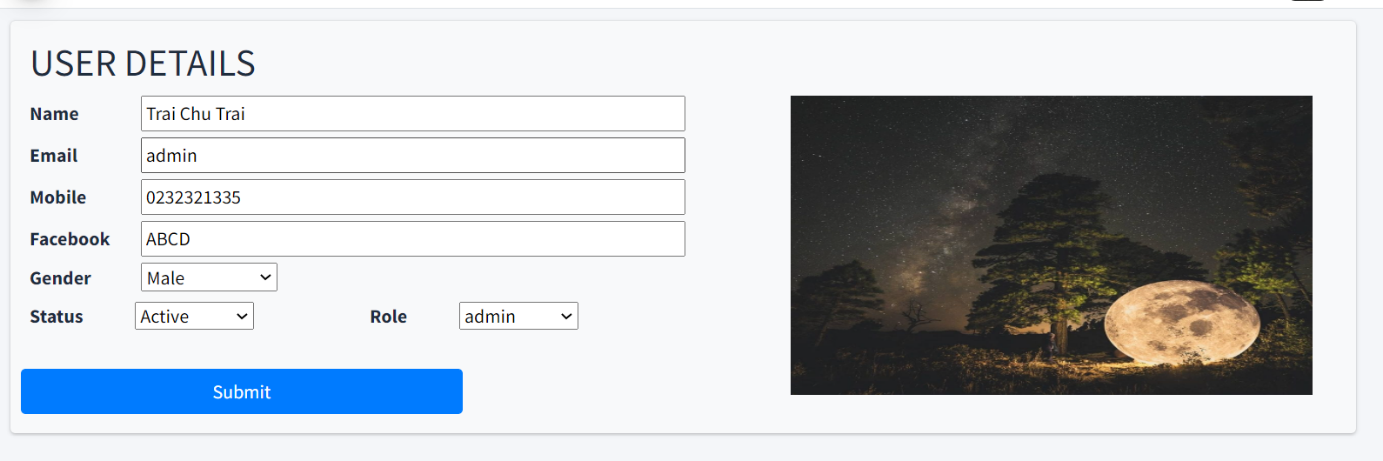 USER DETAILS
Name Trai Chu Trai
Email admin
Mobile 0232321335
Facebook ABCD
Gender Male
Status Active Role admin
Submit